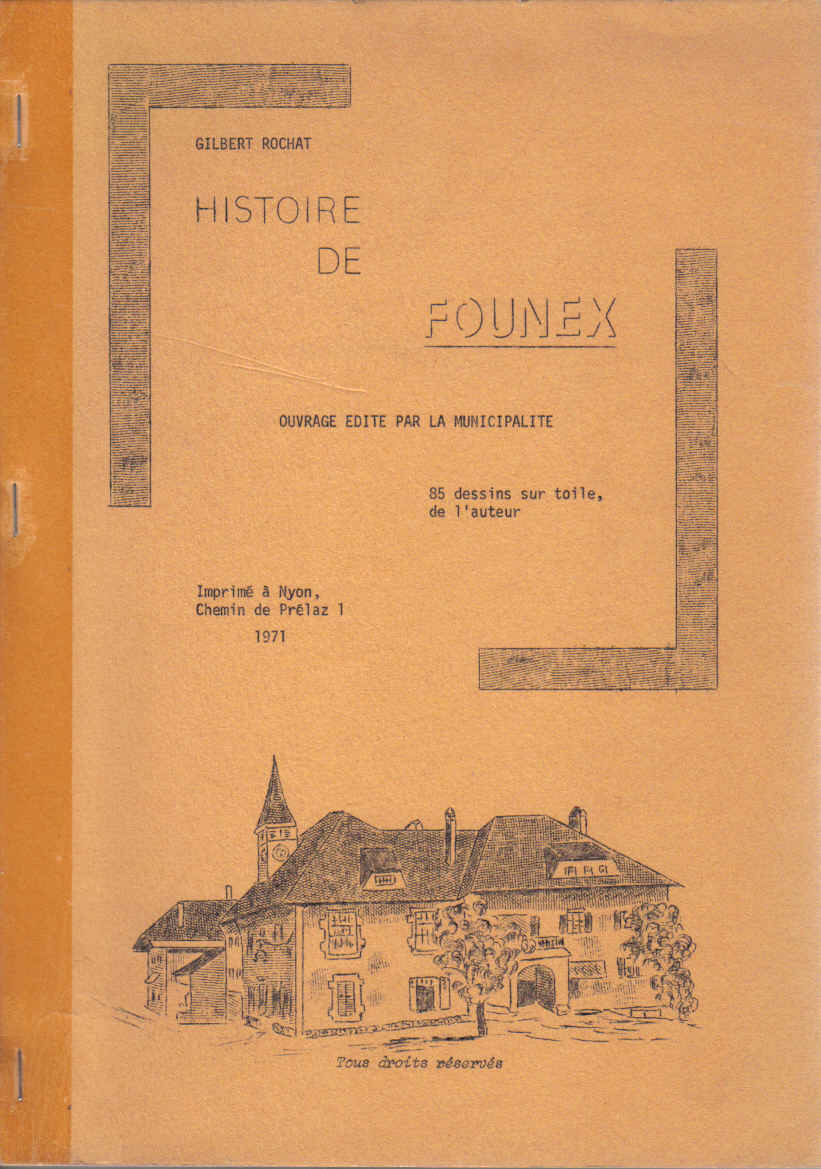 GILBERT ROCHAT
HISTOIRE
DE
FOUNEX
OUVRAGE EDITE PAR LA MUNICIPALITE
85 dessins sur toile,
de l'auteur
Imprimé à Nyon,
Chemin de Prélaz 1
1971
Tous droits réservés